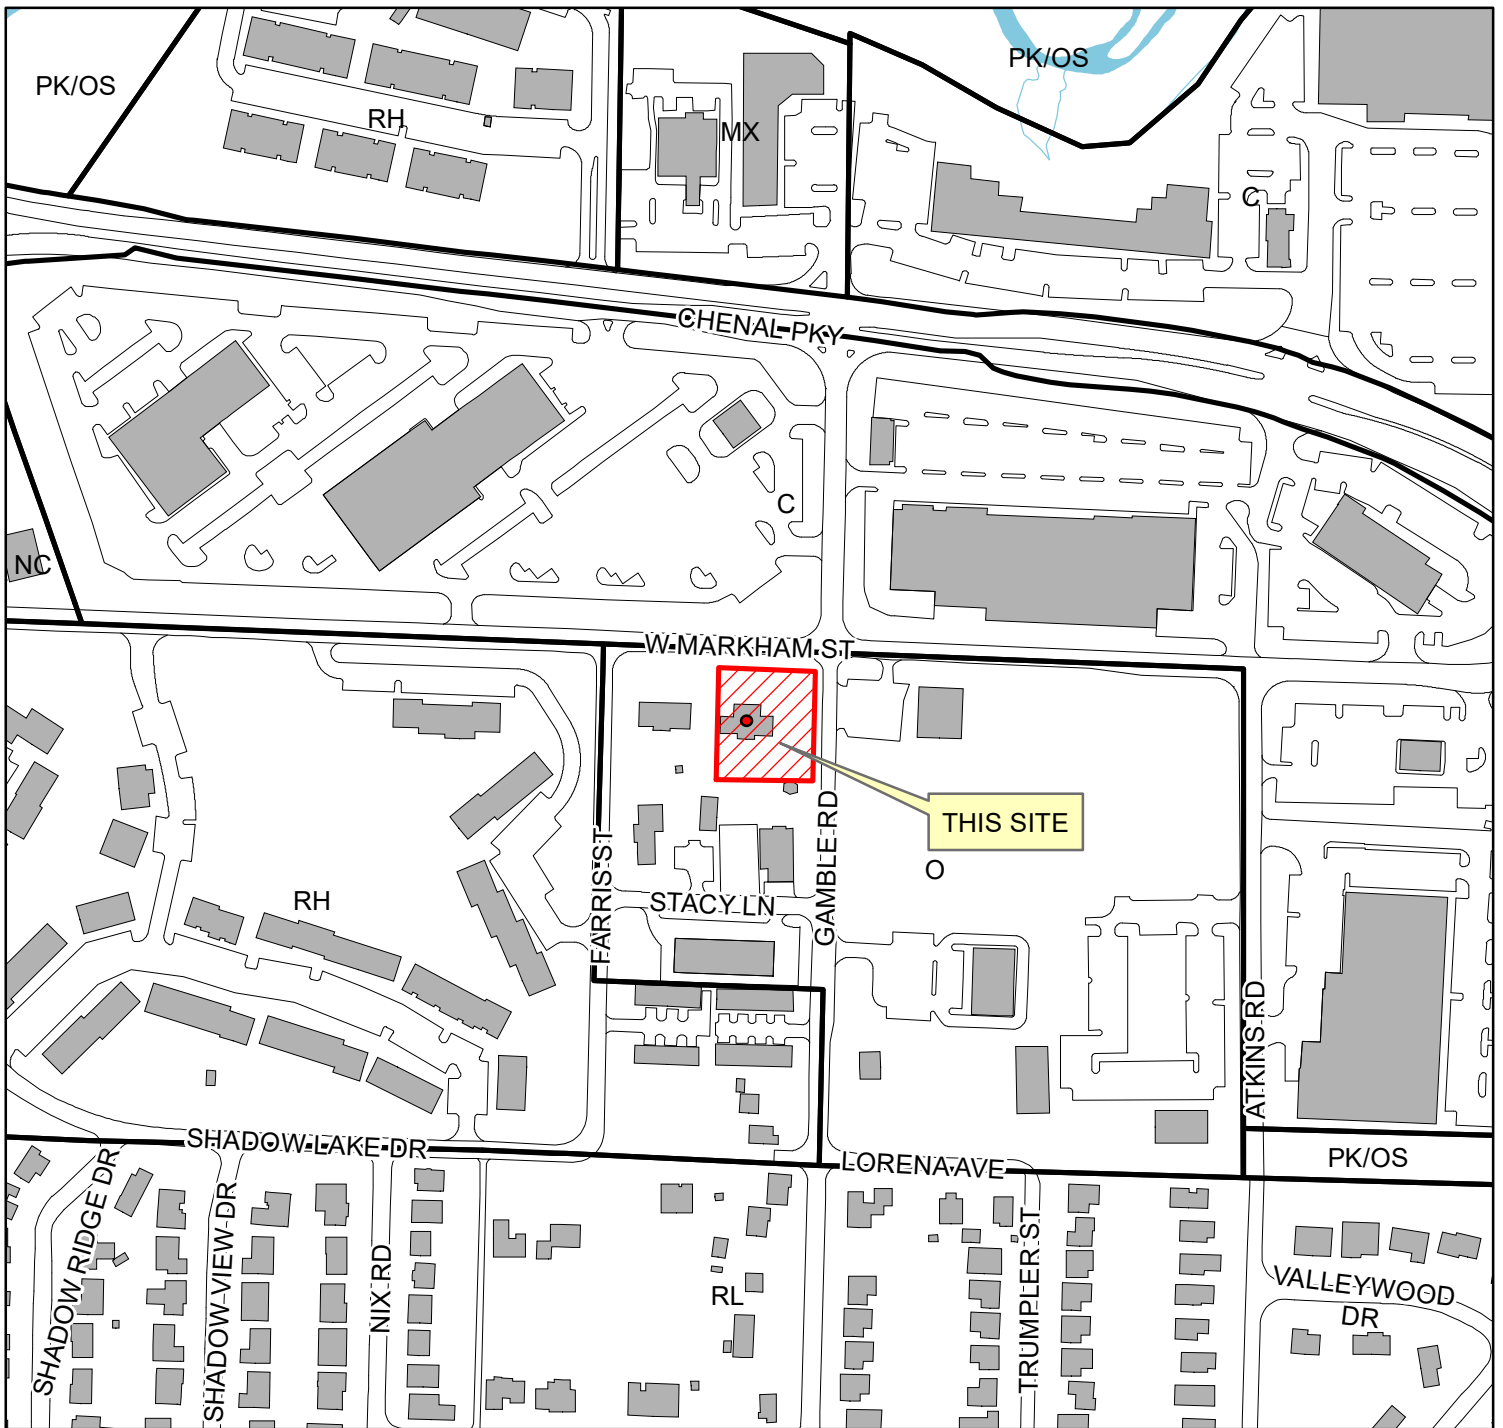 PK/OS
PK/OS
RH
MX
C
CHENAL PKY
C
NC
W MARKHAM ST
THIS SITE
O
RH
FARRIS ST
STACY LN
GAMBLE RD
ATKINS RD
SHADOW LAKE DR
LORENA AVE
PK/OS
SHADOW RIDGE DR
SHADOW VIEW DR
NIX RD
RL
TRUMPLER ST
VALLEYWOOD
DR